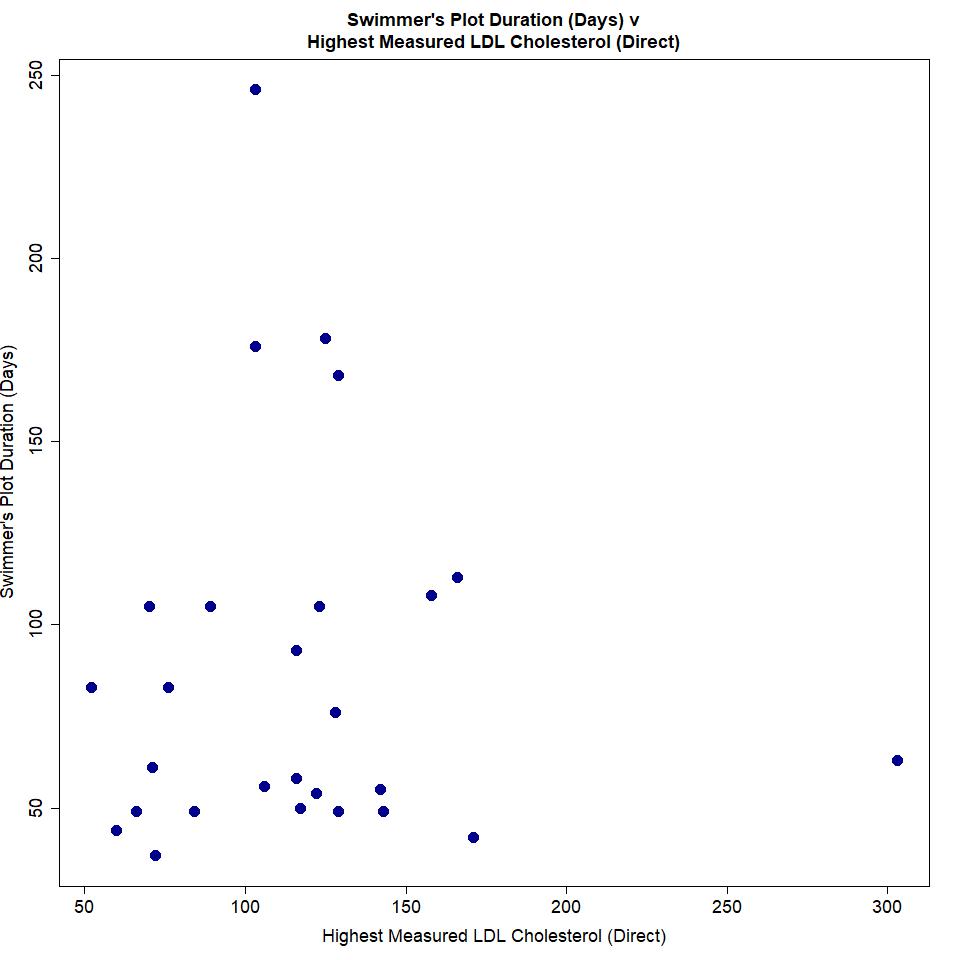 Swimmer's Plot Duration (Days) v
Highest Measured LDL Cholesterol (Direct)
Swimmer's Plot Duration (Days)
250
200
150
100
50
50 100 150 200 250 300
Highest Measured LDL Cholesterol (Direct)